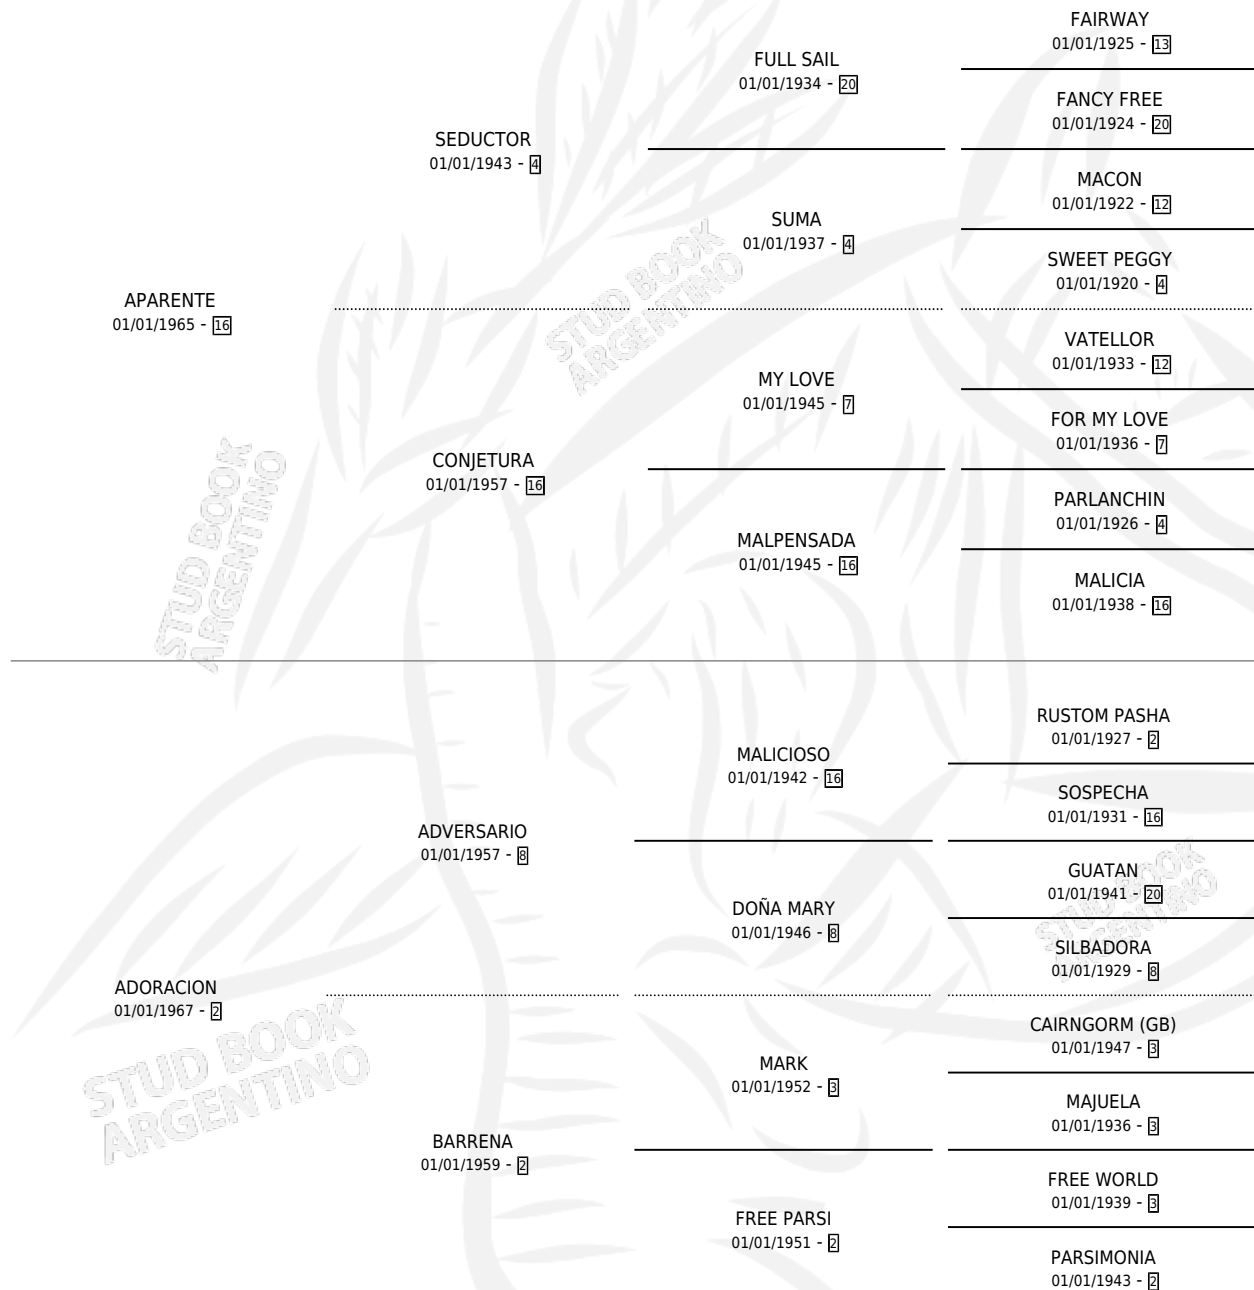 FAIRWAY
01/01/1925 - 13
FULL SAIL
01/01/1934 - 20
FANCY FREE
01/01/1924 - 20
SEDUCTOR
01/01/1943 - 4
MACON
01/01/1922 - 12
SUMA
01/01/1937 - 4
SWEET PEGGY
01/01/1920 - 4
APARENTE
01/01/1965 - 16
VATELLOR
01/01/1933 - 12
MY LOVE
01/01/1945 - 7
FOR MY LOVE
01/01/1936 - 7
CONJETURA
01/01/1957 - 16
PARLANCHIN
01/01/1926 - 4
MALPENSADA
01/01/1945 - 16
MALICIA
01/01/1938 - 16
RUSTOM PASHA
01/01/1927 - 2
MALICIOSO
01/01/1942 - 16
SOSPECHA
01/01/1931 - 16
ADVERSARIO
01/01/1957 - 8
GUATAN
01/01/1941 - 20
DOÑA MARY
01/01/1946 - 8
SILBADORA
01/01/1929 - 8
ADORACION
01/01/1967 - 2
CAIRNGORM (GB)
01/01/1947 - 3
MARK
01/01/1952 - 3
MAJUELA
01/01/1936 - 3
BARRENA
01/01/1959 - 2
FREE WORLD
01/01/1939 - 3
FREE PARSI
01/01/1951 - 2
PARSIMONIA
01/01/1943 - 2
STUD BOOK
ARGENTINO
STUD BOOK
ARGENTINO
STUD BOOK
ARGENTINO
STUD BOOK
ARGENTINO